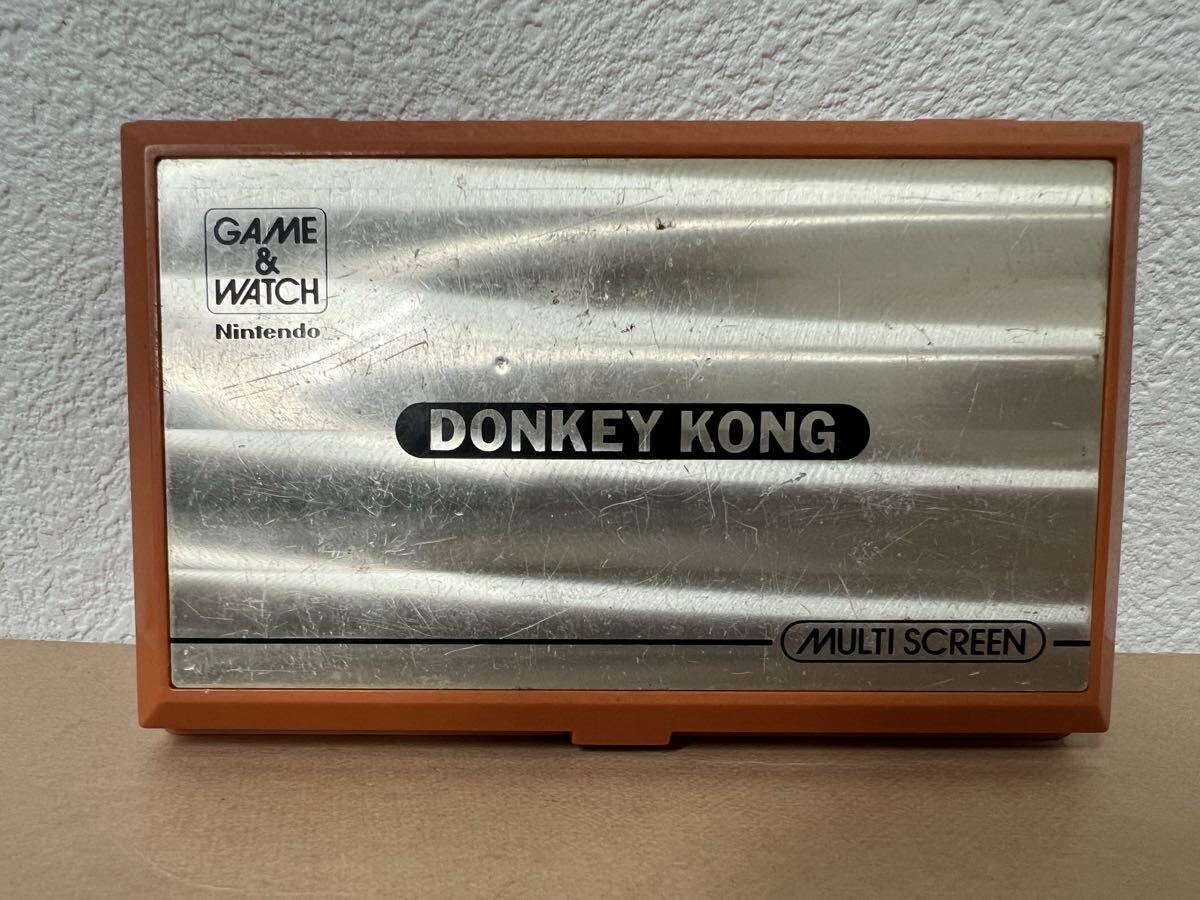 GAME
&
WATCH
Nintendo
DONKEY KONG
MULTI SCREEN